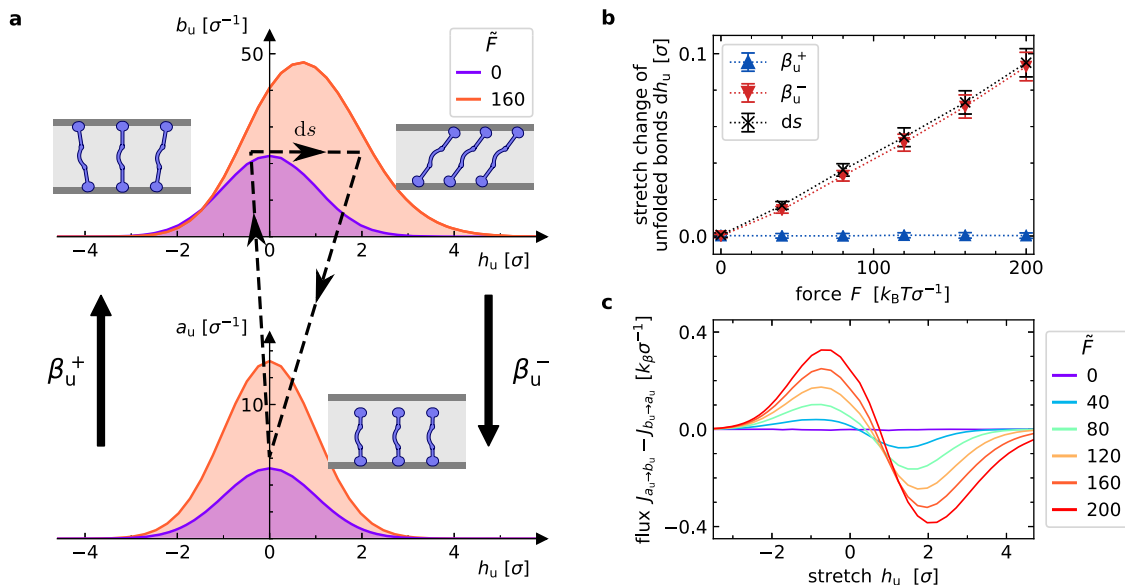 a
b_u [σ⁻¹]
50
F̃
0
160
ds
−4
−2
0
2
4
h_u [σ]
β_u⁺
β_u⁻
a_u [σ⁻¹]
10
−4
−2
0
2
4
h_u [σ]
b
stretch change of
unfolded bonds dh_u [σ]
0.1
0.0
β_u⁺
β_u⁻
ds
0
100
200
force F [k_BTσ⁻¹]
c
flux J_{a_u→b_u} − J_{b_u→a_u} [k_βσ⁻¹]
0.4
0.0
−0.4
−2
0
2
4
stretch h_u [σ]
F̃
0
40
80
120
160
200